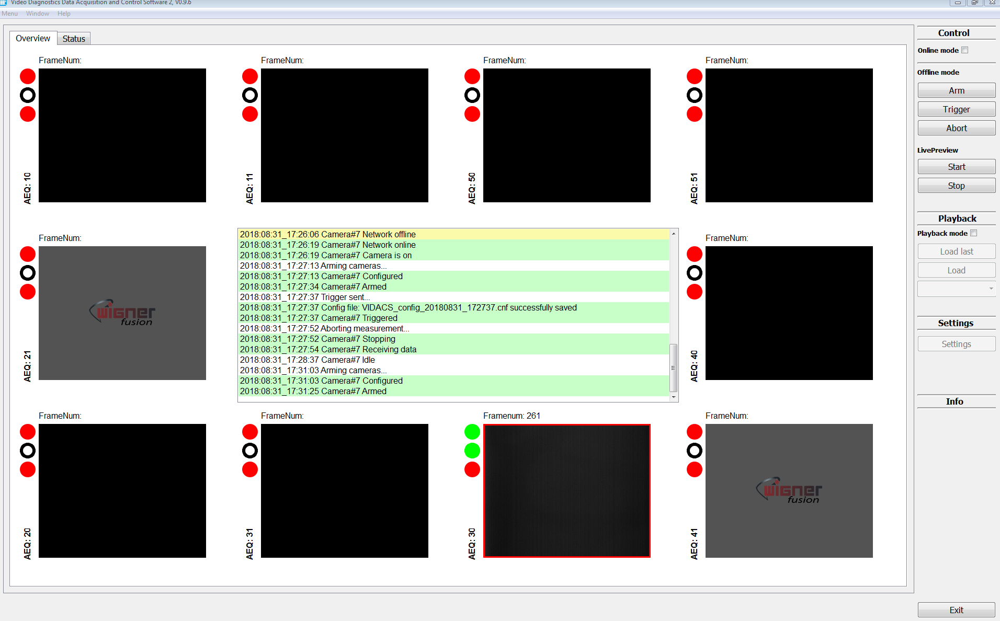 Video Diagnostics Data Acquisition and Control Software 2, V0.9.6
Menu Window Help
Overview Status
FrameNum: FrameNum: FrameNum: FrameNum:
AEQ: 10 AEQ: 11 AEQ: 50 AEQ: 51
FrameNum:
wigner
fusion
AEQ: 21
2018:08:31_17:26:06 Camera#7 Network offline
2018:08:31_17:26:19 Camera#7 Network online
2018:08:31_17:26:19 Camera#7 Camera is on
2018:08:31_17:27:13 Arming cameras...
2018:08:31_17:27:13 Camera#7 Configured
2018:08:31_17:27:34 Camera#7 Armed
2018:08:31_17:27:37 Trigger sent...
2018:08:31_17:27:37 Config file: VIDACS_config_20180831_172737.cnf successfully saved
2018:08:31_17:27:37 Camera#7 Triggered
2018:08:31_17:27:52 Aborting measurement...
2018:08:31_17:27:52 Camera#7 Stopping
2018:08:31_17:27:54 Camera#7 Receiving data
2018:08:31_17:28:37 Camera#7 Idle
2018:08:31_17:31:03 Arming cameras...
2018:08:31_17:31:03 Camera#7 Configured
2018:08:31_17:31:25 Camera#7 Armed
FrameNum:
AEQ: 40
FrameNum: FrameNum: Framenum: 261 FrameNum:
wigner
fusion
AEQ: 20 AEQ: 31 AEQ: 30 AEQ: 41
Control
Online mode
Offline mode
Arm
Trigger
Abort
LivePreview
Start
Stop
Playback
Playback mode
Load last
Load
Settings
Settings
Info
Exit